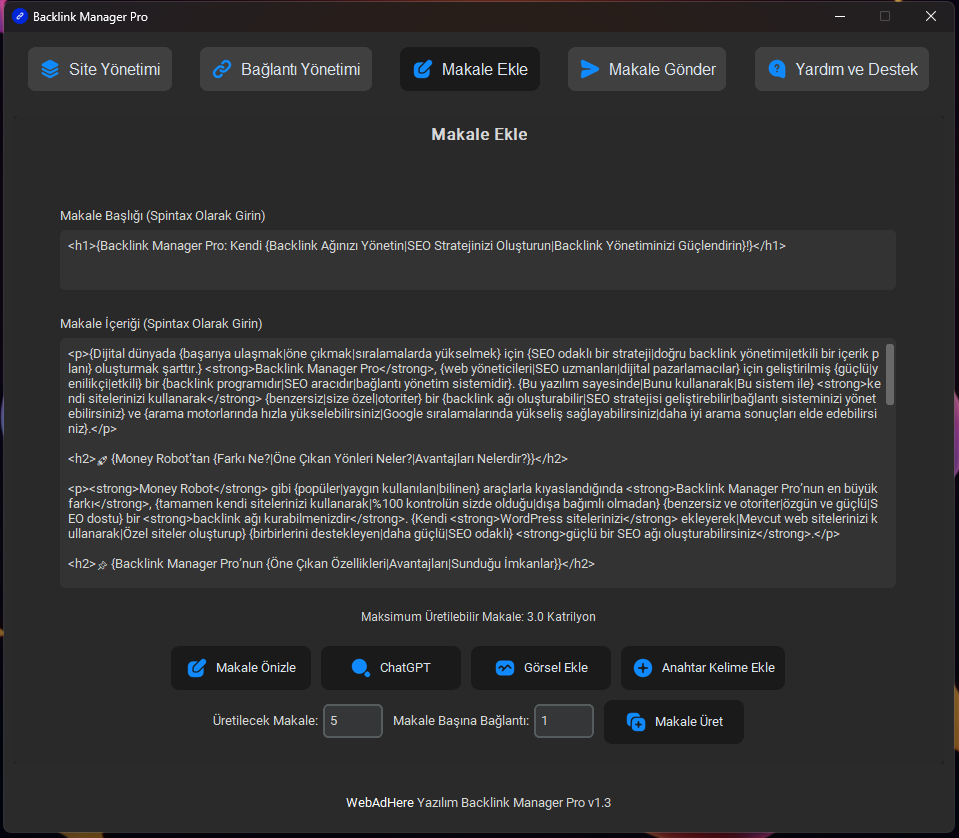 Backlink Manager Pro
Site Yönetimi
Bağlantı Yönetimi
Makale Ekle
Makale Gönder
Yardım ve Destek
Makale Ekle
Makale Başlığı (Spintax Olarak Girin)
<h1>{Backlink Manager Pro: Kendi {Backlink Ağınızı Yönetin|SEO Stratejinizi Oluşturun|Backlink Yönetiminizi Güçlendirin}!}</h1>
Makale İçeriği (Spintax Olarak Girin)
<p>{Dijital dünyada {başarıya ulaşmak|öne çıkmak|sıralamalarda yükselmek} için {SEO odaklı bir strateji|doğru backlink yönetimi|etkili bir içerik p
lanı} oluşturmak şarttır.} <strong>Backlink Manager Pro</strong>, {web yöneticileri|SEO uzmanları|dijital pazarlamacılar} için geliştirilmiş {güçlü|y
enilikçi|etkili} bir {backlink programıdır|SEO aracıdır|bağlantı yönetim sistemidir}. {Bu yazılım sayesinde|Bunu kullanarak|Bu sistem ile} <strong>ke
ndi sitelerinizi kullanarak</strong> {benzersiz|size özel|otoriter} bir {backlink ağı oluşturabilir|SEO stratejisi geliştirebilir|bağlantı sisteminizi yönet
ebilirsiniz} ve {arama motorlarında hızla yükselebilirsiniz|Google sıralamalarında yükseliş sağlayabilirsiniz|daha iyi arama sonuçları elde edebilirsi
niz}.</p>
<h2>🚀 {Money Robot’tan {Farkı Ne?|Öne Çıkan Yönleri Neler?|Avantajları Nelerdir?}}</h2>
<p><strong>Money Robot</strong> gibi {popüler|yaygın kullanılan|bilinen} araçlarla kıyaslandığında <strong>Backlink Manager Pro’nun en büyük
farkı</strong>, {tamamen kendi sitelerinizi kullanarak|%100 kontrolün sizde olduğu|dışa bağımlı olmadan} {benzersiz ve otoriter|özgün ve güçlü|S
EO dostu} bir <strong>backlink ağı kurabilmenizdir</strong>. {Kendi <strong>WordPress sitelerinizi</strong> ekleyerek|Mevcut web sitelerinizi k
ullanarak|Özel siteler oluşturup} {birbirlerini destekleyen|daha güçlü|SEO odaklı} <strong>güçlü bir SEO ağı oluşturabilirsiniz</strong>.</p>
<h2>📌 {Backlink Manager Pro’nun {Öne Çıkan Özellikleri|Avantajları|Sunduğu İmkanlar}}</h2>
Maksimum Üretilebilir Makale: 3.0 Katrilyon
Makale Önizle
ChatGPT
Görsel Ekle
Anahtar Kelime Ekle
Üretilecek Makale: 5
Makale Başına Bağlantı: 1
Makale Üret
WebAdHere Yazılım Backlink Manager Pro v1.3